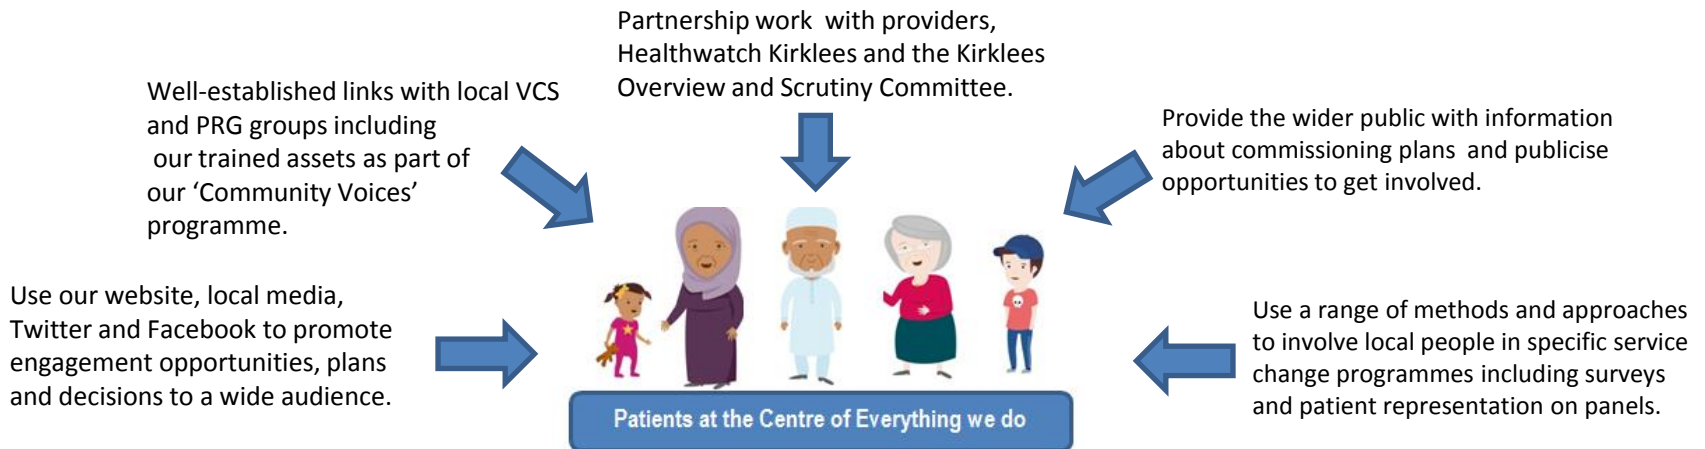 Partnership work  with providers,
Healthwatch Kirklees and the Kirklees
Overview and Scrutiny Committee.
Well-established links with local VCS
and PRG groups including
our trained assets as part of
our ‘Community Voices’
programme.
Provide the wider public with information
about commissioning plans  and publicise
opportunities to get involved.
Use our website, local media,
Twitter and Facebook to promote
engagement opportunities, plans
and decisions to a wide audience.
Use a range of methods and approaches
to involve local people in specific service
change programmes including surveys
and patient representation on panels.
Patients at the Centre of Everything we do